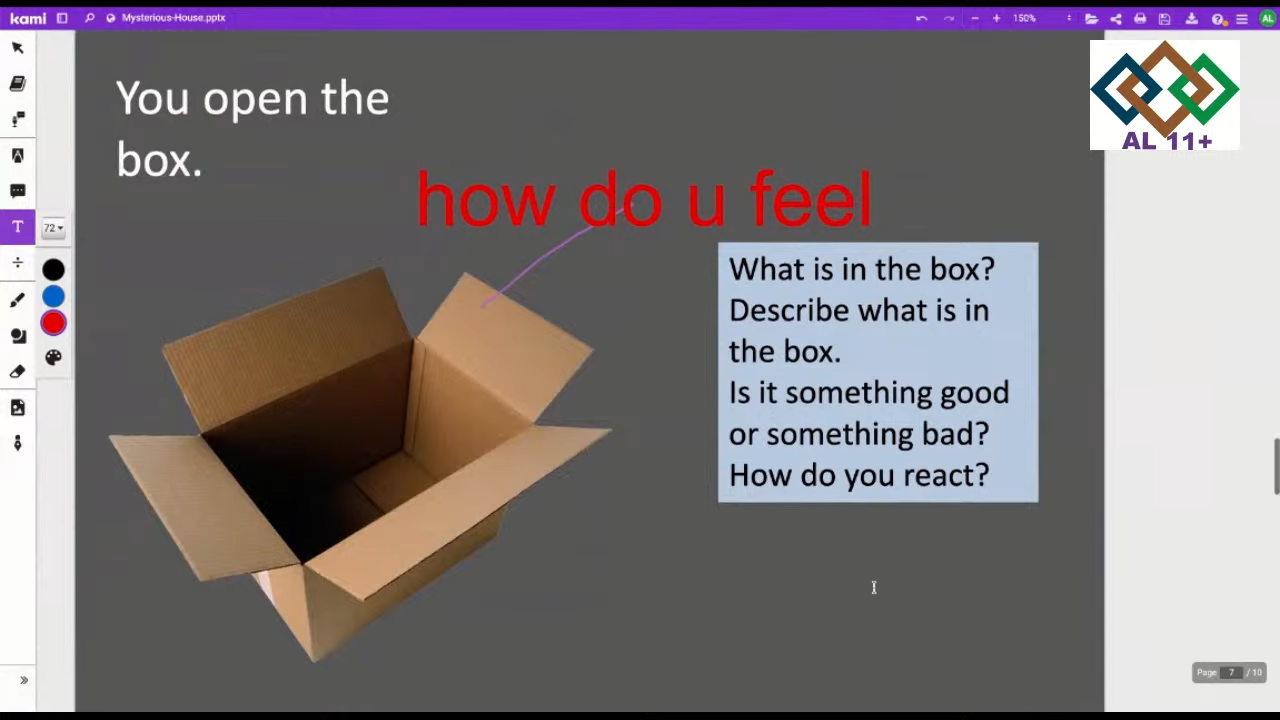 kami
Mysterious-House.pptx
150%
AL
AL 11+
You open the
box.
how do u feel
T
72
What is in the box?
Describe what is in
the box.
Is it something good
or something bad?
How do you react?
Page 7 / 10